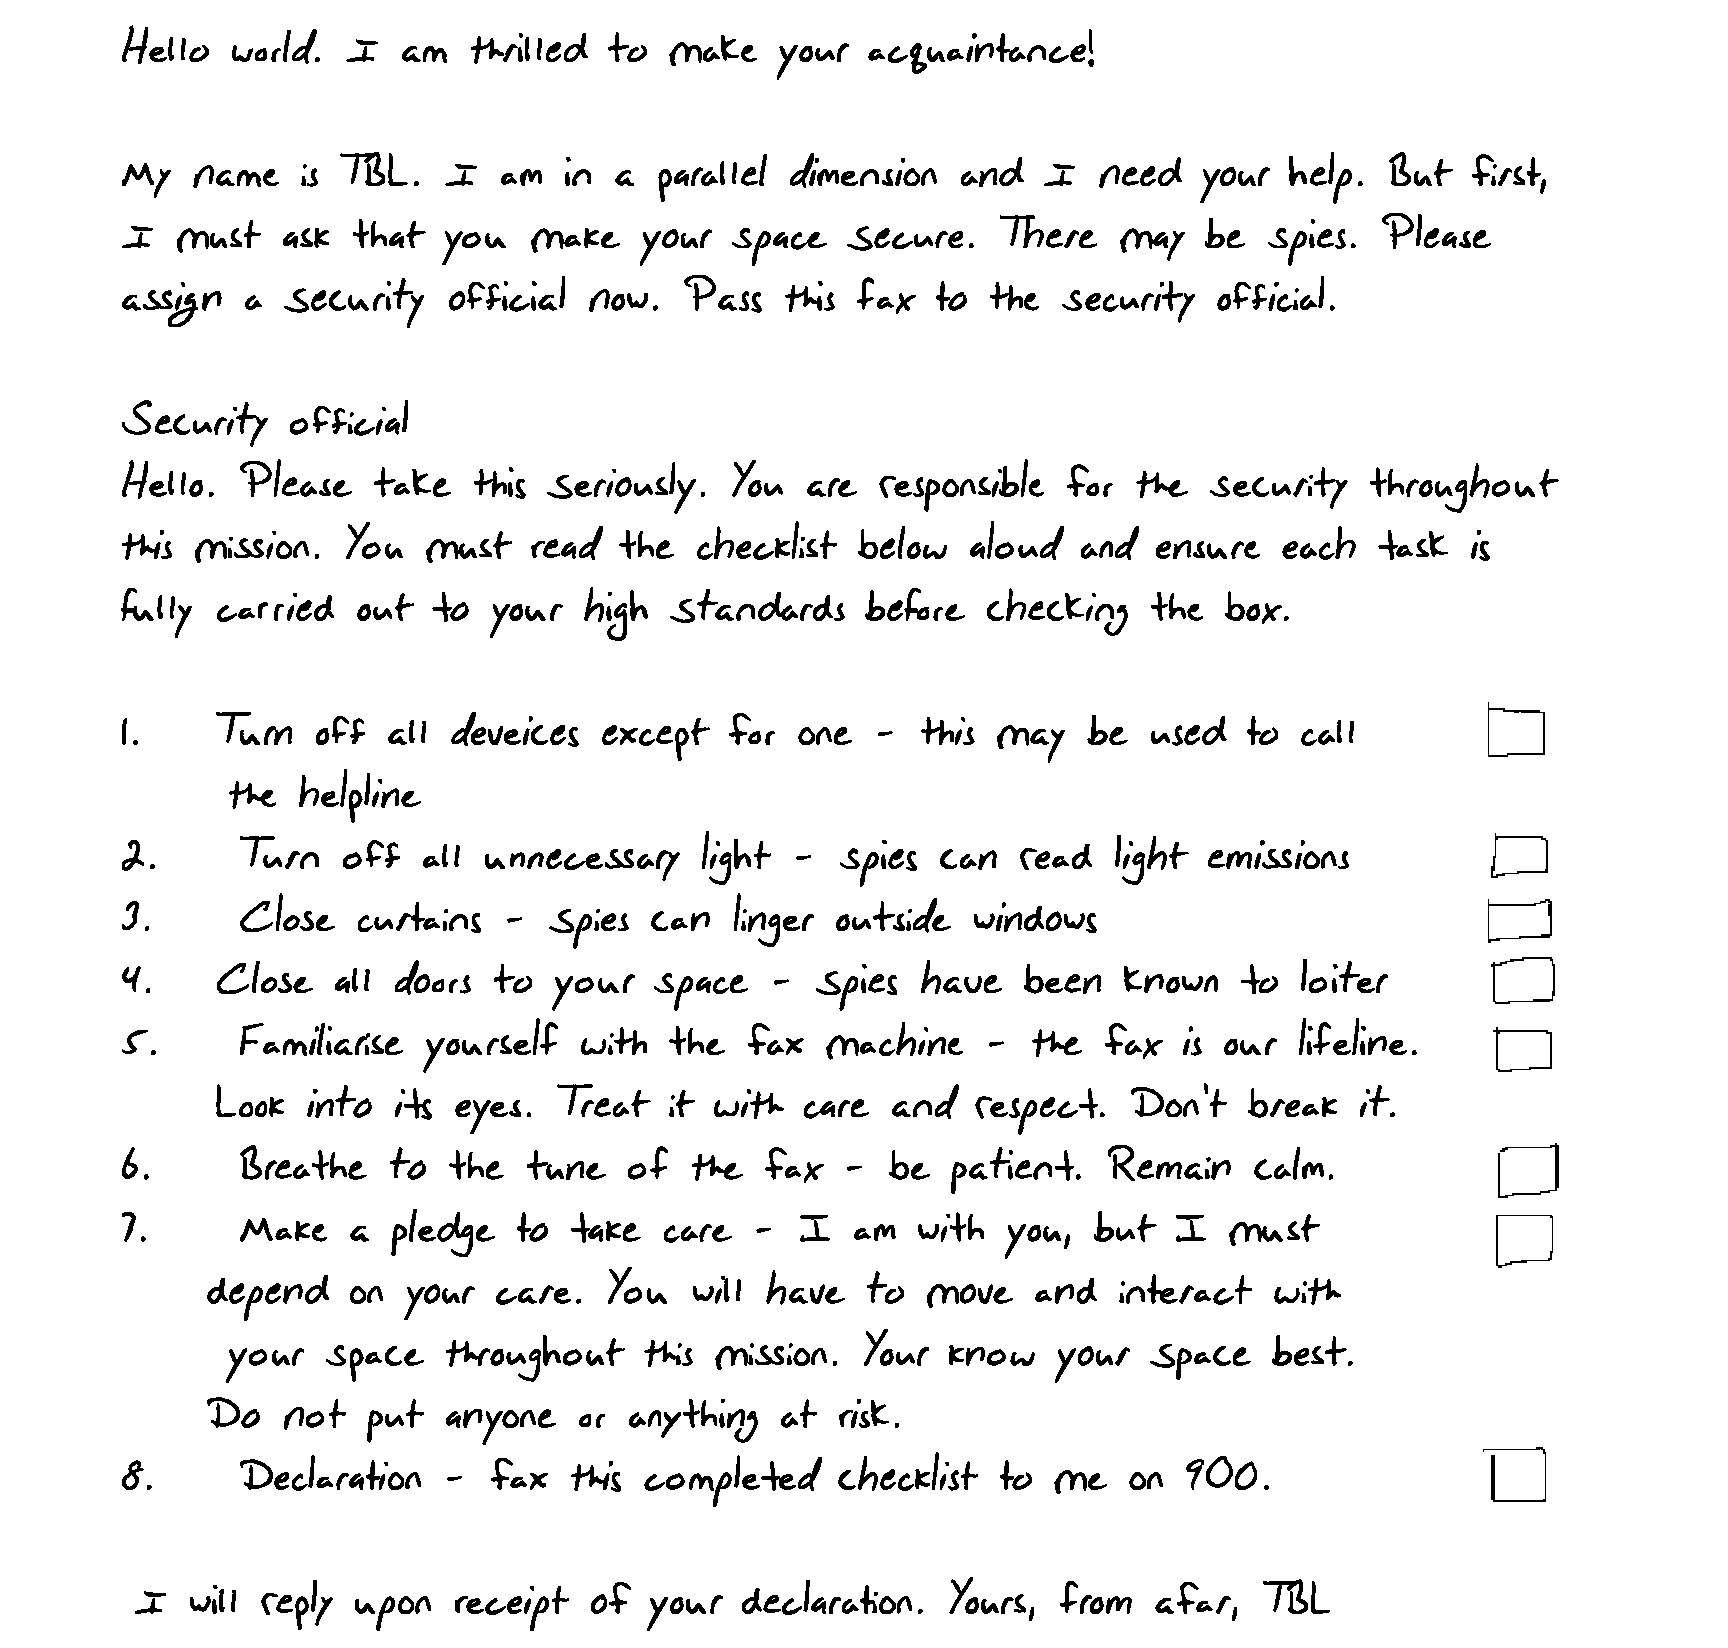 Hello world. I am thrilled to make your acquaintance!
My name is TBL. I am in a parallel dimension and I need your help. But first,
I must ask that you make your space secure. There may be spies. Please
assign a security official now. Pass this fax to the security official.
Security official
Hello. Please take this seriously. You are responsible for the security throughout
this mission. You must read the checklist below aloud and ensure each task is
fully carried out to your high standards before checking the box.
1. Turn off all deveices except for one - this may be used to call
the helpline
2. Turn off all unnecessary light - spies can read light emissions
3. Close curtains - spies can linger outside windows
4. Close all doors to your space - spies have been known to loiter
5. Familiarise yourself with the fax machine - the fax is our lifeline.
Look into its eyes. Treat it with care and respect. Don't break it.
6. Breathe to the tune of the fax - be patient. Remain calm.
7. Make a pledge to take care - I am with you, but I must
depend on your care. You will have to move and interact with
your space throughout this mission. Your know your space best.
Do not put anyone or anything at risk.
8. Declaration - fax this completed checklist to me on 900.
I will reply upon receipt of your declaration. Yours, from afar, TBL